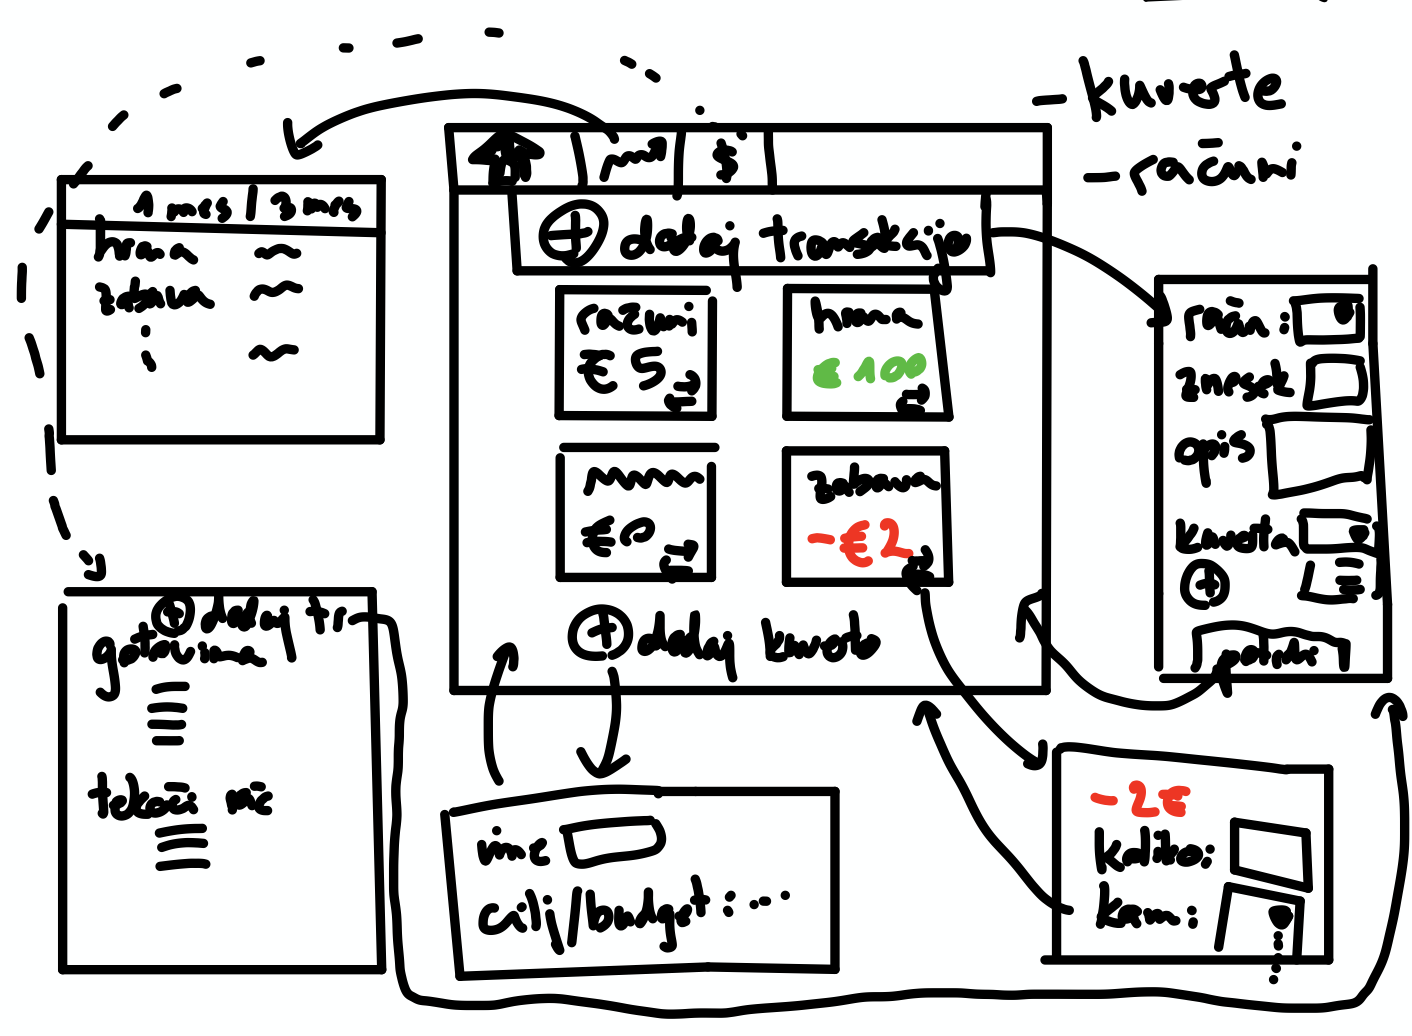 - kuverte
- računi
$
1 mes / 3 mes
hrana
zabava
+ dodaj transakcijo
razumi
€ 5
hrana
€ 100
€ 0
zabava
- € 2
+ dodaj kuverto
račun :
znesek
opis
kuverta
+
potrdi
+ dodaj tr
gotovina
tekoči rač
ime
cilj/budget : ...
- 2€
koliko:
kam: